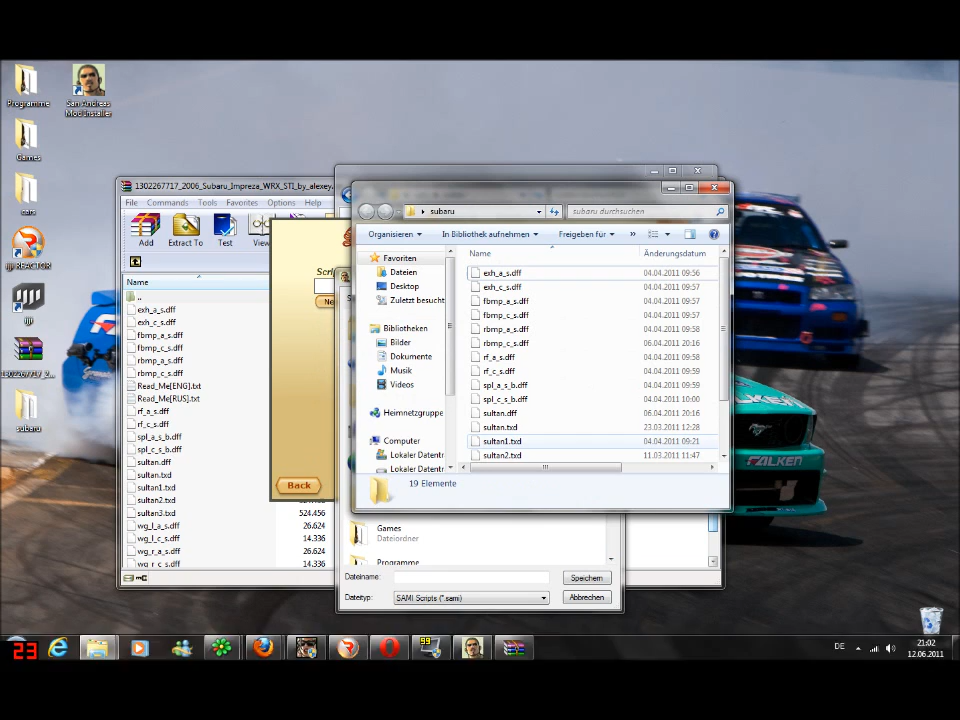 Programme
San Andreas
ModInstaller
Games
cars
ijji REACTOR
ijji
1302267717_2...
subaru
1302267717_2006_Subaru_Impreza_WRX_STI_by_alexey.
File Commands Tools Favorites Options Help
Add Extract To Test View
Name
..
exh_a_s.dff
exh_c_s.dff
fbmp_a_s.dff
fbmp_c_s.dff
rbmp_a_s.dff
rbmp_c_s.dff
Read_Me[ENG].txt
Read_Me[RUS].txt
rf_a_s.dff
rf_c_s.dff
spl_a_s_b.dff
spl_c_s_b.dff
sultan.dff
sultan.txd
sultan1.txd
sultan2.txd
sultan3.txd 524.456
wg_l_a_s.dff 26.624
wg_l_c_s.dff 14.336
wg_r_a_s.dff 26.624
wg_r_c_s.dff 14.336
Back
subaru
subaru durchsuchen
Organisieren In Bibliothek aufnehmen Freigeben für »
Favoriten
Dateien
Desktop
Zuletzt besucht
Bibliotheken
Bilder
Dokumente
Musik
Videos
Heimnetzgruppe
Computer
Lokaler Datentr
Lokaler Datentr
Name Änderungsdatum
exh_a_s.dff 04.04.2011 09:56
exh_c_s.dff 04.04.2011 09:57
fbmp_a_s.dff 04.04.2011 09:57
fbmp_c_s.dff 04.04.2011 09:57
rbmp_a_s.dff 04.04.2011 09:58
rbmp_c_s.dff 06.04.2011 20:16
rf_a_s.dff 04.04.2011 09:58
rf_c_s.dff 04.04.2011 09:59
spl_a_s_b.dff 04.04.2011 09:59
spl_c_s_b.dff 04.04.2011 10:00
sultan.dff 06.04.2011 20:16
sultan.txd 23.03.2011 12:28
sultan1.txd 04.04.2011 09:21
sultan2.txd 11.03.2011 11:47
19 Elemente
Games
Dateiordner
Programme
Dateiname: Speichern
Dateityp: SAMI Scripts (*.sami) Abbrechen
FALKEN
23
99
DE
21:02
12.06.2011